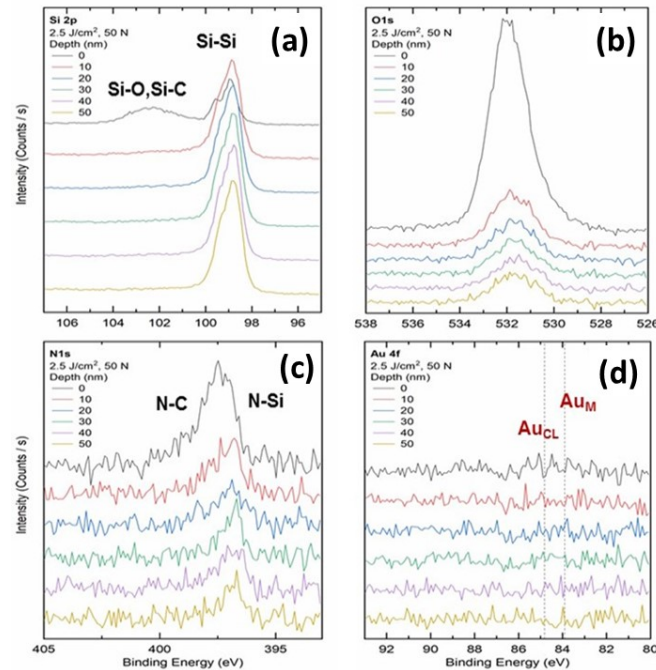 Si 2p
2.5 J/cm², 50 N
Depth (nm)
0
10
20
30
40
50
Si-Si
(a)
Si-O,Si-C
Intensity (Counts / s)
106 104 102 100 98 96
O1s
2.5 J/cm², 50 N
Depth (nm)
0
10
20
30
40
50
(b)
538 536 534 532 530 528 526
N1s
2.5 J/cm², 50 N
Depth (nm)
0
10
20
30
40
50
(c)
N-C
N-Si
Intensity (Counts / s)
405 400 395
Binding Energy (eV)
Au 4f
2.5 J/cm², 50 N
Depth (nm)
0
10
20
30
40
50
(d)
Au_M
Au_CL
92 90 88 86 84 82 80
Binding Energy (eV)